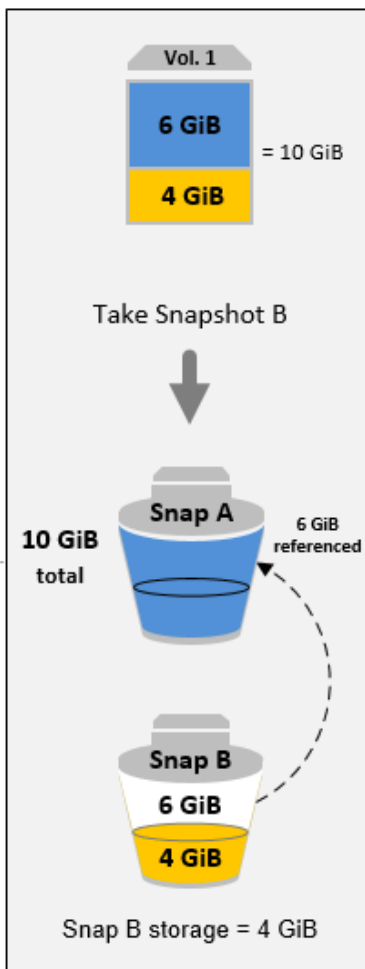 Vol. 1
6 GiB
= 10 GiB
4 GiB
Take Snapshot B
Snap A
10 GiB
total
6 GiB
referenced
Snap B
6 GiB
4 GiB
Snap B storage = 4 GiB